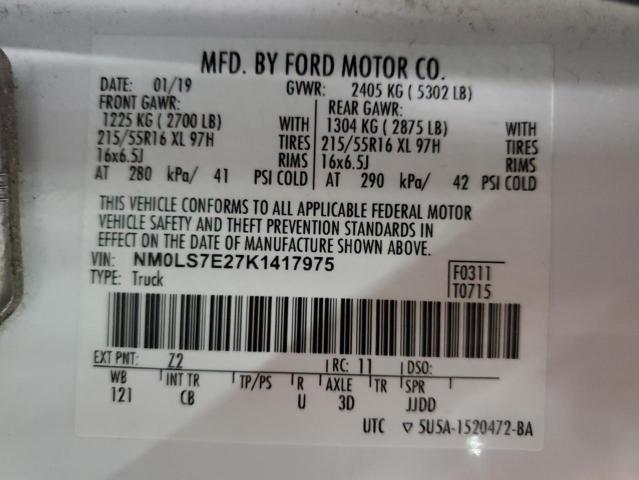 MFD. BY FORD MOTOR CO.
DATE: 01/19 GVWR: 2405 KG ( 5302 LB)
FRONT GAWR: REAR GAWR:
1225 KG ( 2700 LB) WITH 1304 KG ( 2875 LB) WITH
215/55R16 XL 97H TIRES 215/55R16 XL 97H TIRES
16x6.5J RIMS 16x6.5J RIMS
AT 280 kPa/ 41 PSI COLD AT 290 kPa/ 42 PSI COLD
THIS VEHICLE CONFORMS TO ALL APPLICABLE FEDERAL MOTOR
VEHICLE SAFETY AND THEFT PREVENTION STANDARDS IN
EFFECT ON THE DATE OF MANUFACTURE SHOWN ABOVE.
VIN: NM0LS7E27K1417975
TYPE: Truck
F0311
T0715
EXT PNT: Z2 RC: 11 DSO:
WB INT TR TP/PS R AXLE TR SPR
121 CB U 3D JJDD
UTC ▽ 5U5A-1520472-BA